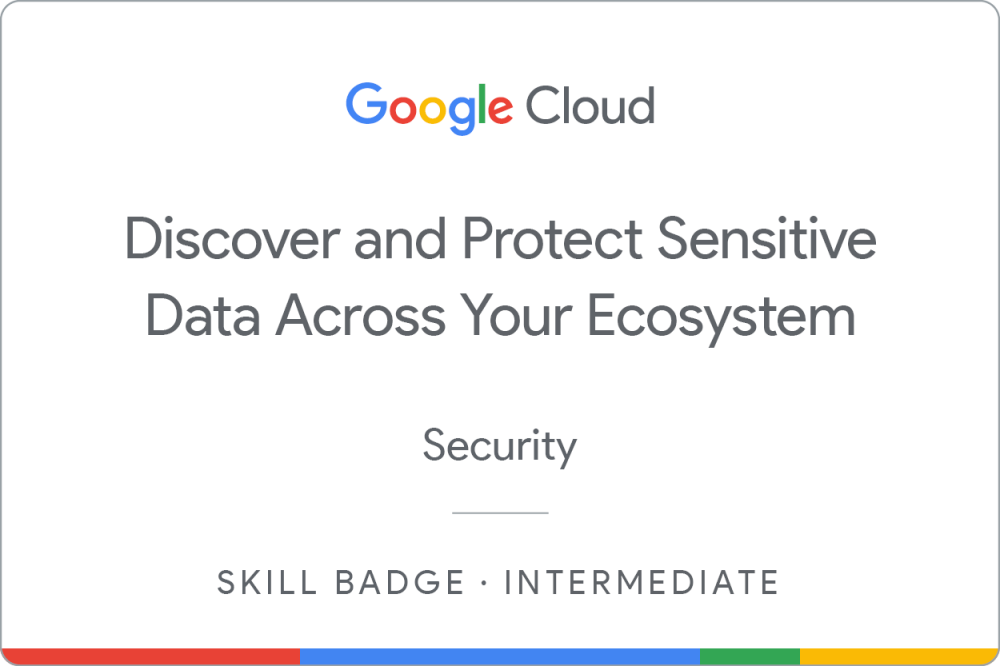 Google Cloud
Discover and Protect Sensitive
Data Across Your Ecosystem
Security
SKILL BADGE · INTERMEDIATE